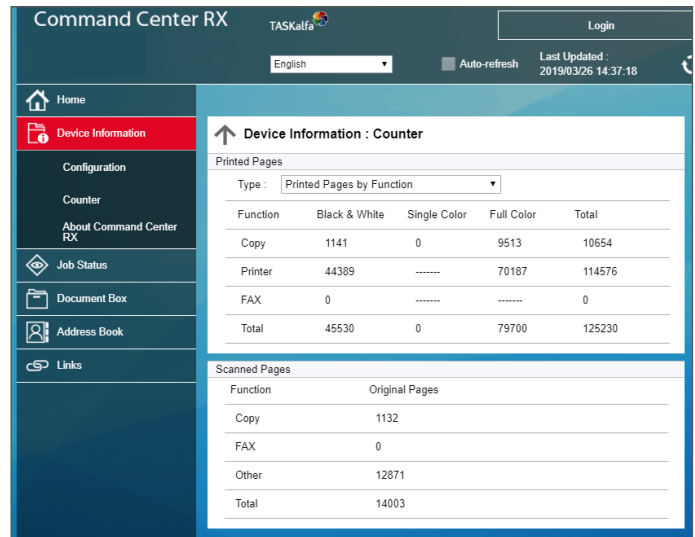 Command Center RX
TASKalfa
Login
English
Auto-refresh
Last Updated :
2019/03/26 14:37:18
Home
Device Information
Configuration
Counter
About Command Center
RX
Job Status
Document Box
Address Book
Links
Device Information : Counter
Printed Pages
Type : Printed Pages by Function
Function Black & White Single Color Full Color Total
Copy 1141 0 9513 10654
Printer 44389 ------- 70187 114576
FAX 0 ------- ------- 0
Total 45530 0 79700 125230
Scanned Pages
Function Original Pages
Copy 1132
FAX 0
Other 12871
Total 14003